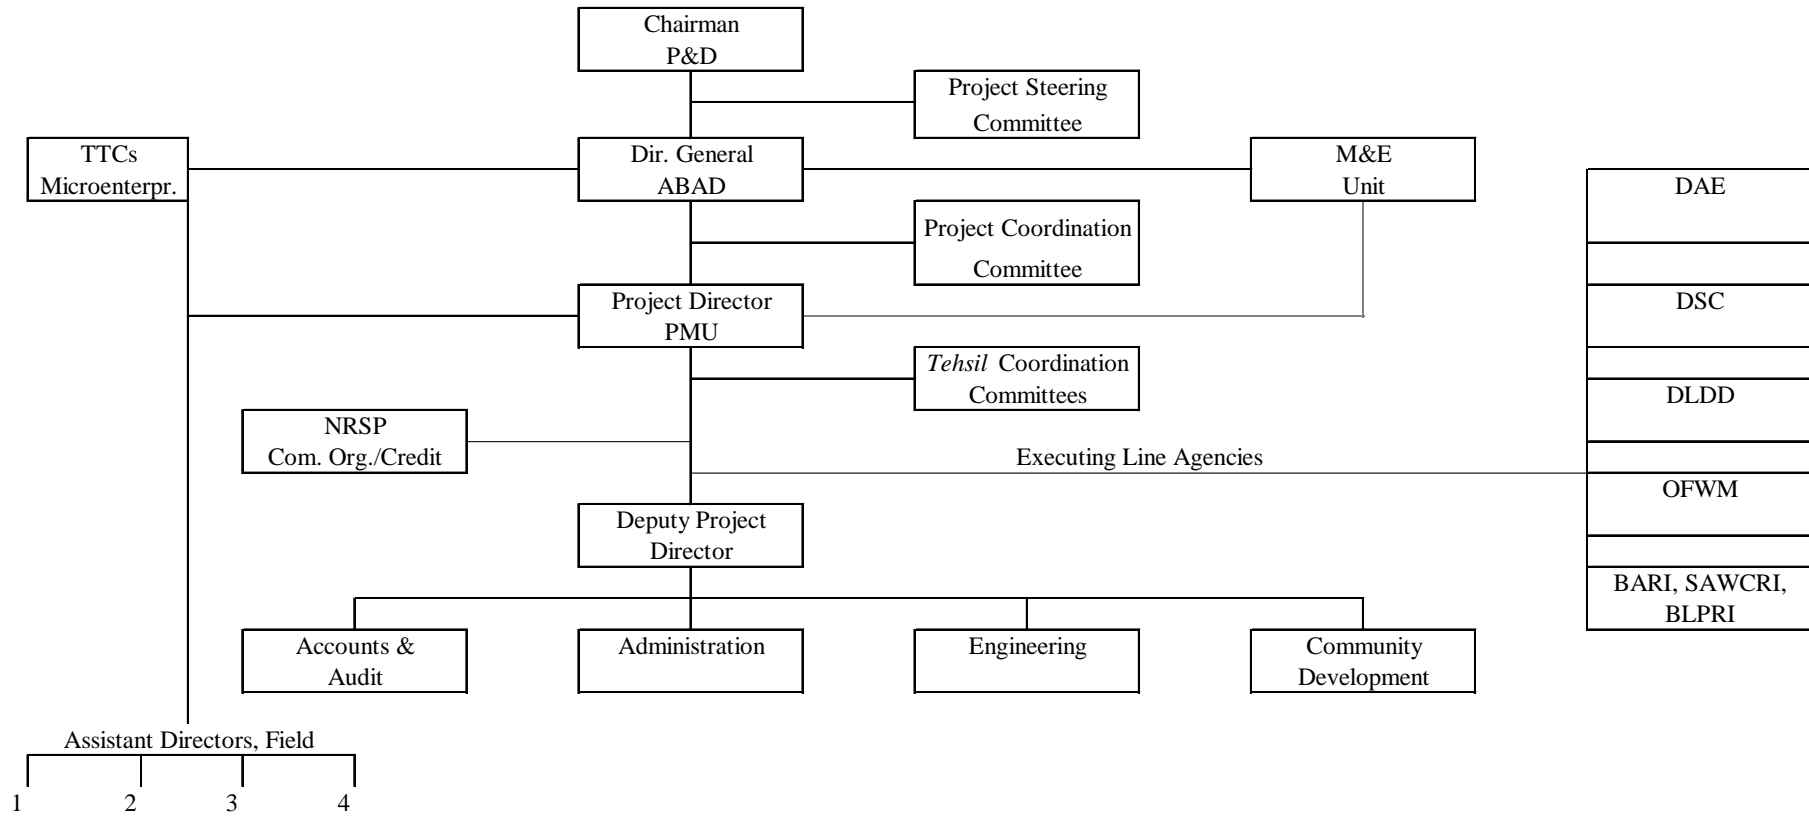 Chairman
P&D
Project Steering
Committee
TTCs
Microenterpr.
Dir. General
ABAD
M&E
Unit
DAE
Project Coordination
Committee
Project Director
PMU
DSC
Tehsil Coordination
Committees
DLDD
NRSP
Com. Org./Credit
Executing Line Agencies
OFWM
Deputy Project
Director
BARI, SAWCRI,
BLPRI
Accounts &
Audit
Administration
Engineering
Community
Development
Assistant Directors, Field
1 2 3 4